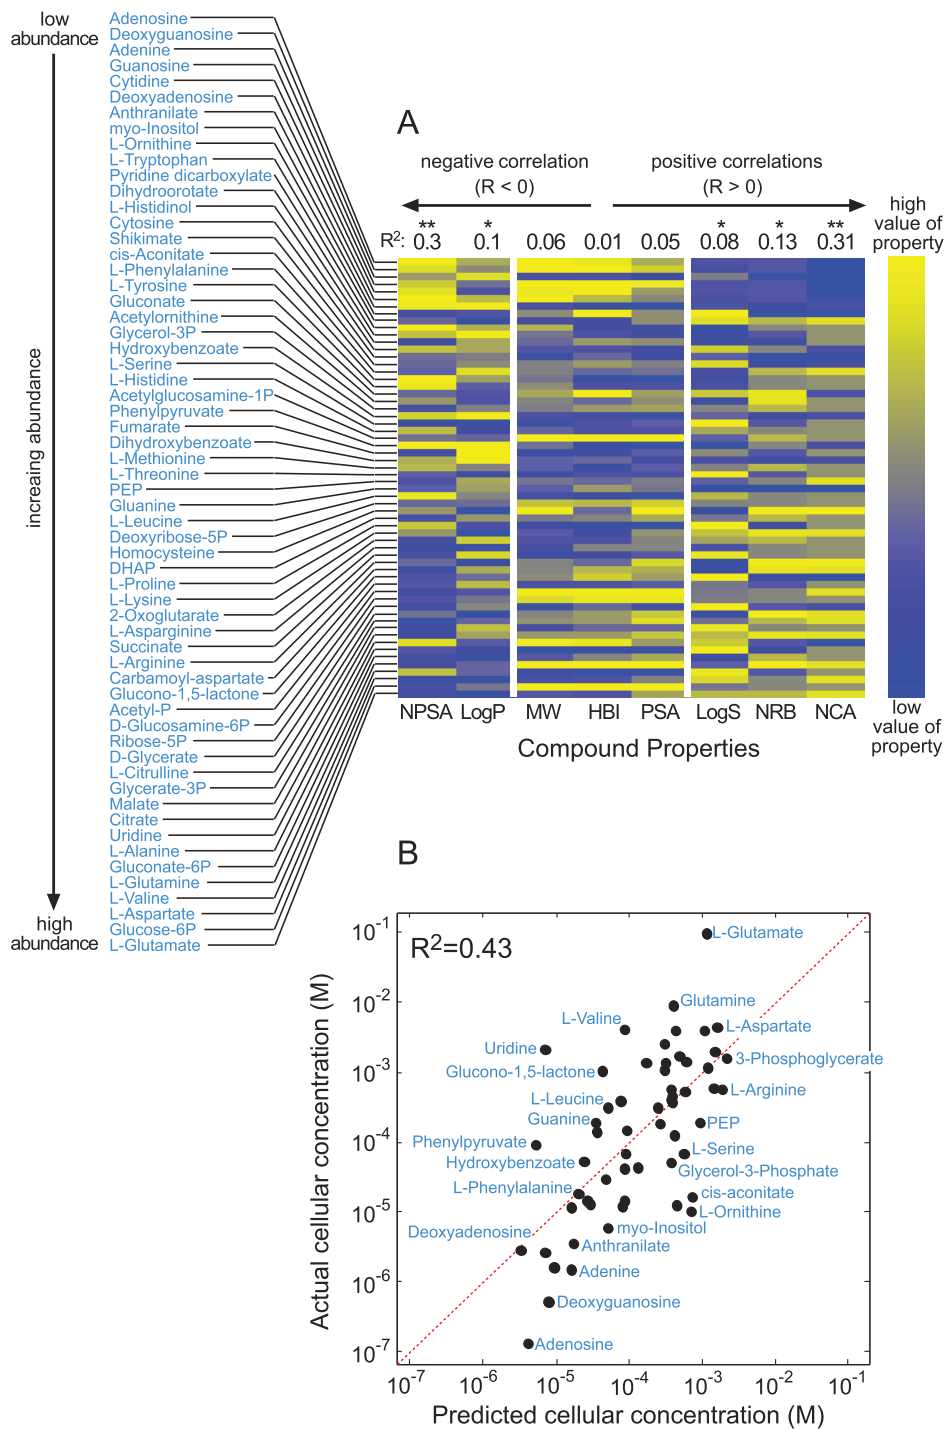 low
abundance
increaing abundance
high
abundance
Adenosine
Deoxyguanosine
Adenine
Guanosine
Cytidine
Deoxyadenosine
Anthranilate
myo-Inositol
L-Ornithine
L-Tryptophan
Pyridine dicarboxylate
Dihydroorotate
L-Histidinol
Cytosine
Shikimate
cis-Aconitate
L-Phenylalanine
L-Tyrosine
Gluconate
Acetylornithine
Glycerol-3P
Hydroxybenzoate
L-Serine
L-Histidine
Acetylglucosamine-1P
Phenylpyruvate
Fumarate
Dihydroxybenzoate
L-Methionine
L-Threonine
PEP
Gluanine
L-Leucine
Deoxyribose-5P
Homocysteine
DHAP
L-Proline
L-Lysine
2-Oxoglutarate
L-Asparginine
Succinate
L-Arginine
Carbamoyl-aspartate
Glucono-1,5-lactone
Acetyl-P
D-Glucosamine-6P
Ribose-5P
D-Glycerate
L-Citrulline
Glycerate-3P
Malate
Citrate
Uridine
L-Alanine
Gluconate-6P
L-Glutamine
L-Valine
L-Aspartate
Glucose-6P
L-Glutamate
A
negative correlation
(R < 0)
positive correlations
(R > 0)
** * * * **
R²: 0.3 0.1 0.06 0.01 0.05 0.08 0.13 0.31
high
value of
property
low
value of
property
NPSA LogP MW HBI PSA LogS NRB NCA
Compound Properties
B
R²=0.43
Actual cellular concentration (M)
10⁻¹
10⁻²
10⁻³
10⁻⁴
10⁻⁵
10⁻⁶
10⁻⁷
L-Glutamate
Glutamine
L-Valine
L-Aspartate
Uridine
3-Phosphoglycerate
Glucono-1,5-lactone
L-Arginine
L-Leucine
Guanine
PEP
Phenylpyruvate
L-Serine
Hydroxybenzoate
Glycerol-3-Phosphate
L-Phenylalanine
cis-aconitate
L-Ornithine
Deoxyadenosine
myo-Inositol
Anthranilate
Adenine
Deoxyguanosine
Adenosine
10⁻⁷ 10⁻⁶ 10⁻⁵ 10⁻⁴ 10⁻³ 10⁻² 10⁻¹
Predicted cellular concentration (M)